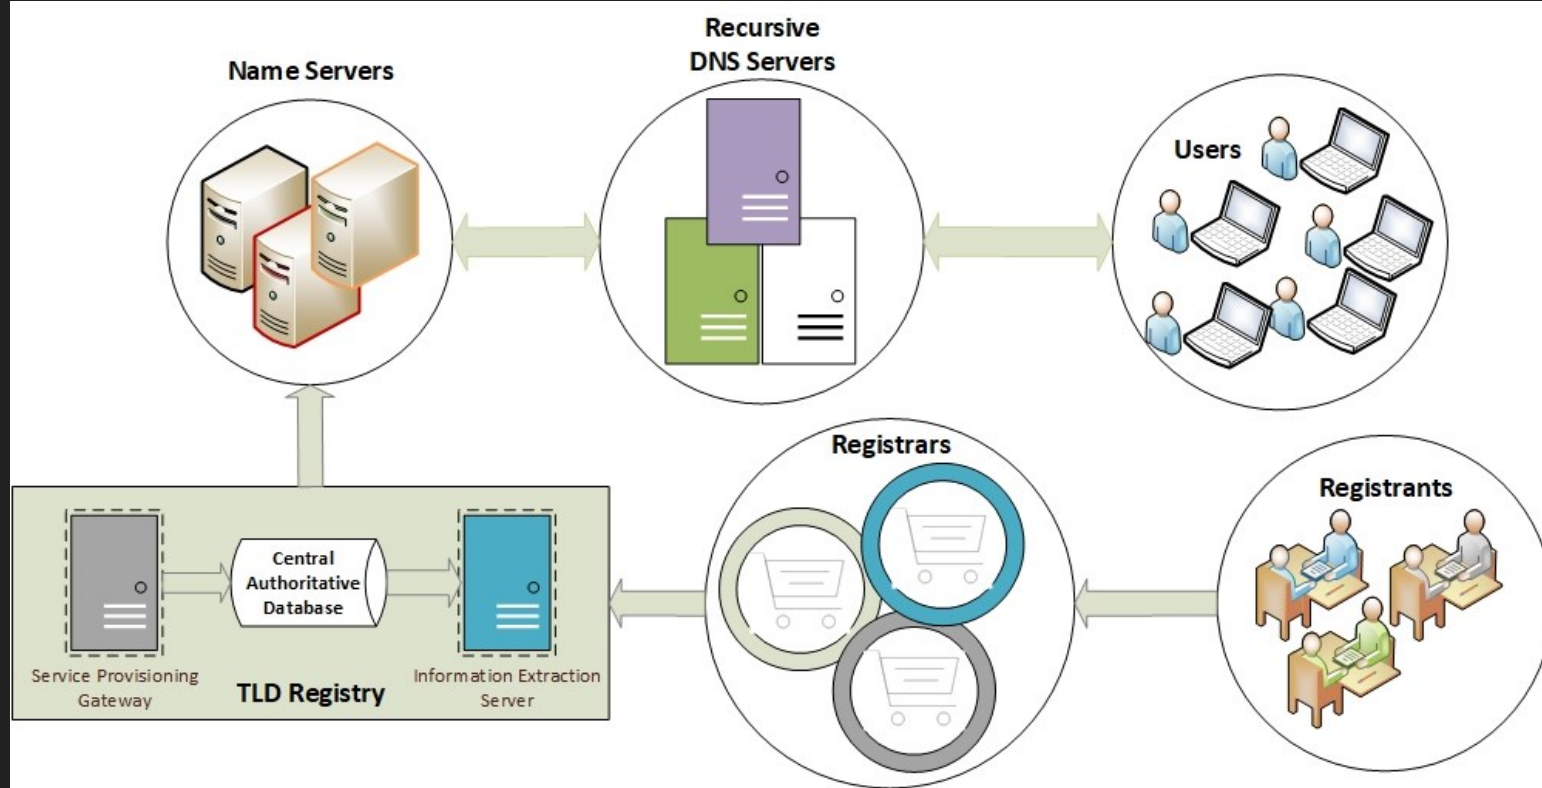 Recursive
DNS Servers
Name Servers
Users
Registrars
Registrants
Central
Authoritative
Database
Service Provisioning
Gateway
TLD Registry
Information Extraction
Server